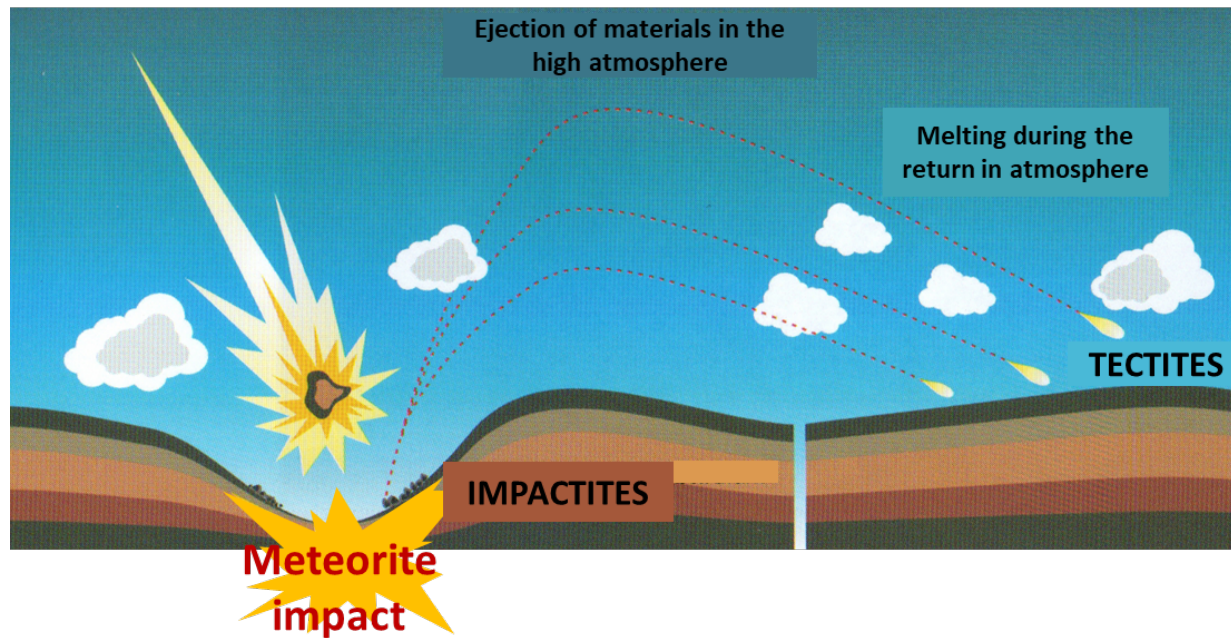 Ejection of materials in the
high atmosphere
Melting during the
return in atmosphere
TECTITES
IMPACTITES
Meteorite
impact